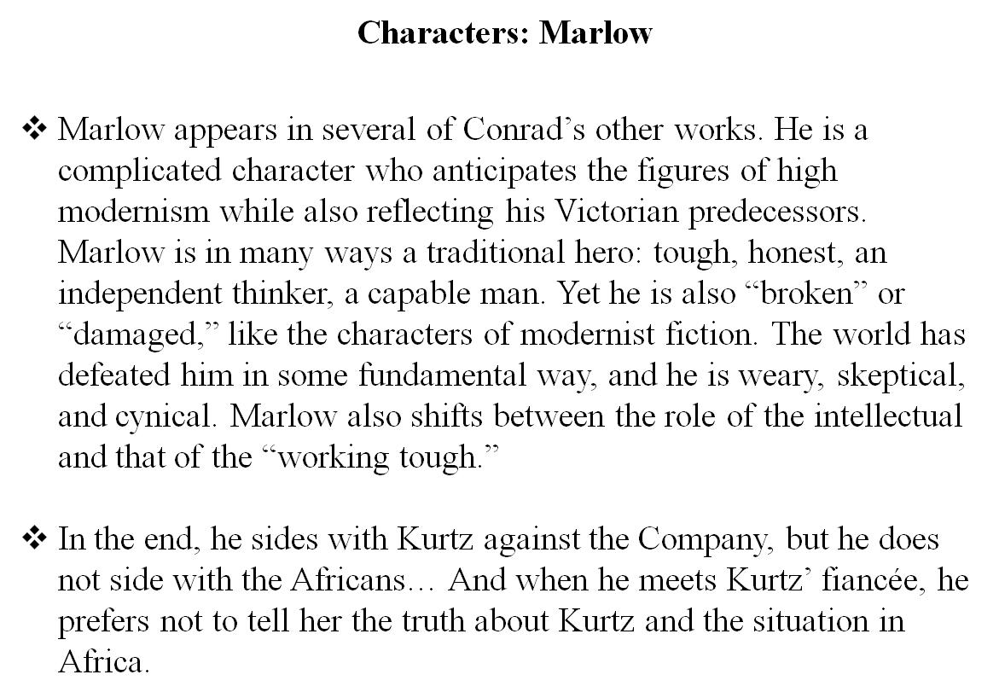 Characters: Marlow
❖ Marlow appears in several of Conrad’s other works. He is a
complicated character who anticipates the figures of high
modernism while also reflecting his Victorian predecessors.
Marlow is in many ways a traditional hero: tough, honest, an
independent thinker, a capable man. Yet he is also “broken” or
“damaged,” like the characters of modernist fiction. The world has
defeated him in some fundamental way, and he is weary, skeptical,
and cynical. Marlow also shifts between the role of the intellectual
and that of the “working tough.”
❖ In the end, he sides with Kurtz against the Company, but he does
not side with the Africans… And when he meets Kurtz’ fiancée, he
prefers not to tell her the truth about Kurtz and the situation in
Africa.